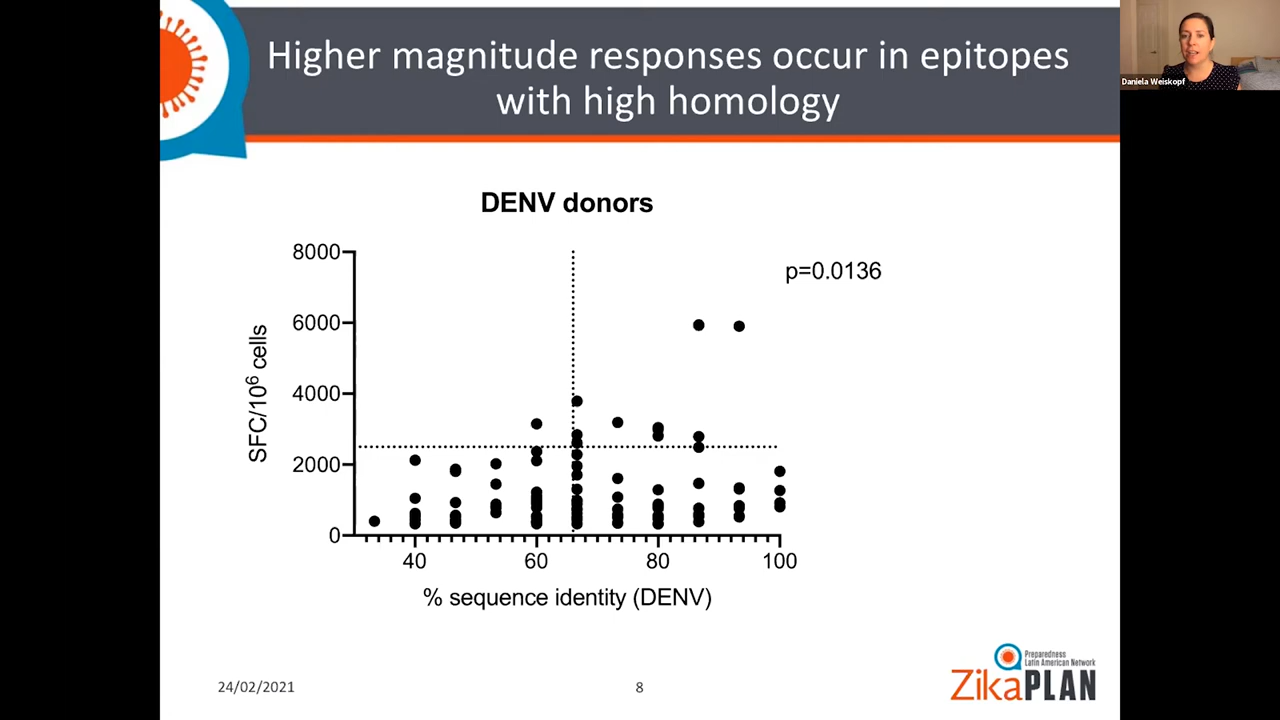 Higher magnitude responses occur in epitopes
with high homology
Daniela Weiskopf
DENV donors
p=0.0136
8000
6000
4000
2000
0
SFC/10⁶ cells
40
60
80
100
% sequence identity (DENV)
24/02/2021
8
Preparedness
Latin American Network
ZikaPLAN